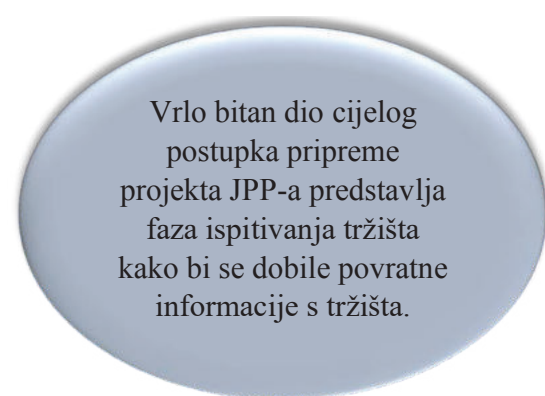 Vrlo bitan dio cijelog
postupka pripreme
projekta JPP-a predstavlja
faza ispitivanja tržišta
kako bi se dobile povratne
informacije s tržišta.